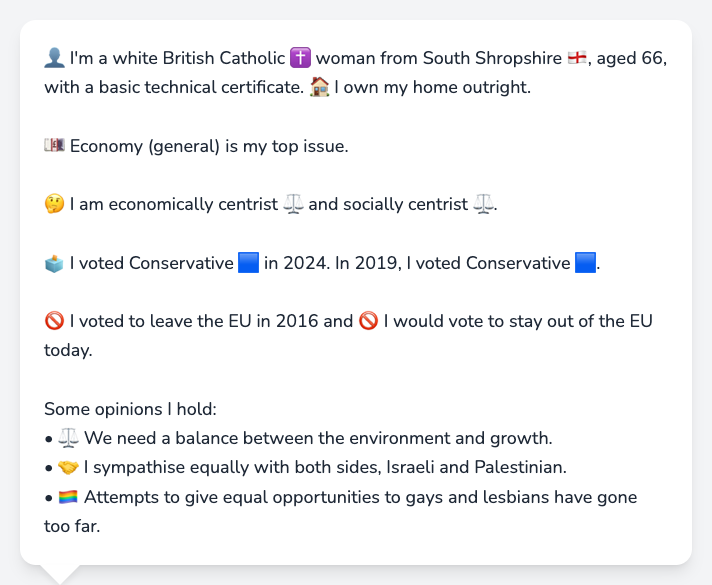 👤 I'm a white British Catholic ✝️ woman from South Shropshire 🏴󠁧󠁢󠁥󠁮󠁧󠁿, aged 66,
with a basic technical certificate. 🏠 I own my home outright.
💷 Economy (general) is my top issue.
🤔 I am economically centrist ⚖️ and socially centrist ⚖️.
🗳️ I voted Conservative 🟦 in 2024. In 2019, I voted Conservative 🟦.
🚫 I voted to leave the EU in 2016 and 🚫 I would vote to stay out of the EU
today.
Some opinions I hold:
• ⚖️ We need a balance between the environment and growth.
• 🤝 I sympathise equally with both sides, Israeli and Palestinian.
• 🏳️‍🌈 Attempts to give equal opportunities to gays and lesbians have gone
too far.